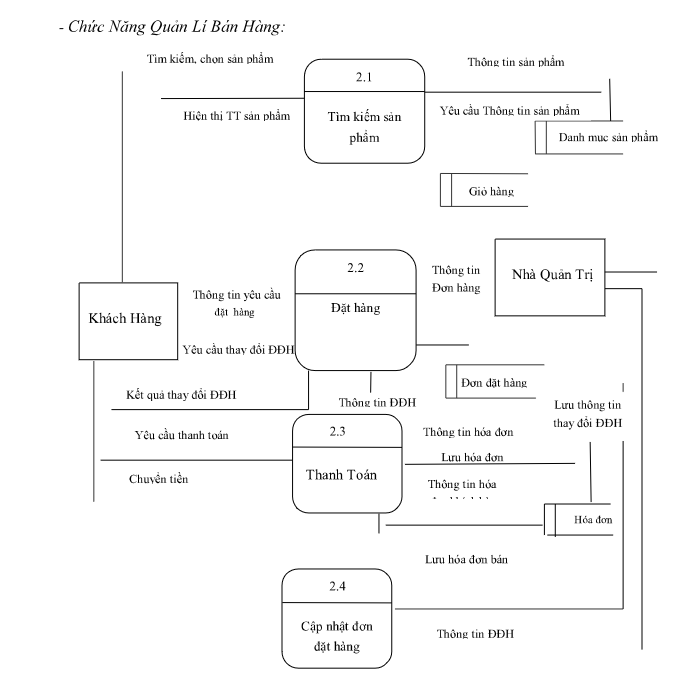 - Chức Năng Quản Lí Bán Hàng:
Tìm kiếm, chọn sản phẩm
2.1
Thông tin sản phẩm
Hiện thị TT sản phẩm
Tìm kiếm sản
phẩm
Yêu cầu Thông tin sản phẩm
Danh mục sản phẩm
Giỏ hàng
2.2
Đặt hàng
Thông tin
Đơn hàng
Nhà Quản Trị
Khách Hàng
Thông tin yêu cầu
đặt hàng
Yêu cầu thay đổi ĐĐH
Đơn đặt hàng
Kết quả thay đổi ĐĐH
Thông tin ĐĐH
Lưu thông tin
thay đổi ĐĐH
Yêu cầu thanh toán
2.3
Thanh Toán
Thông tin hóa đơn
Lưu hóa đơn
Chuyển tiền
Thông tin hóa
Hóa đơn
Lưu hóa đơn bán
2.4
Cập nhật đơn
đặt hàng
Thông tin ĐĐH